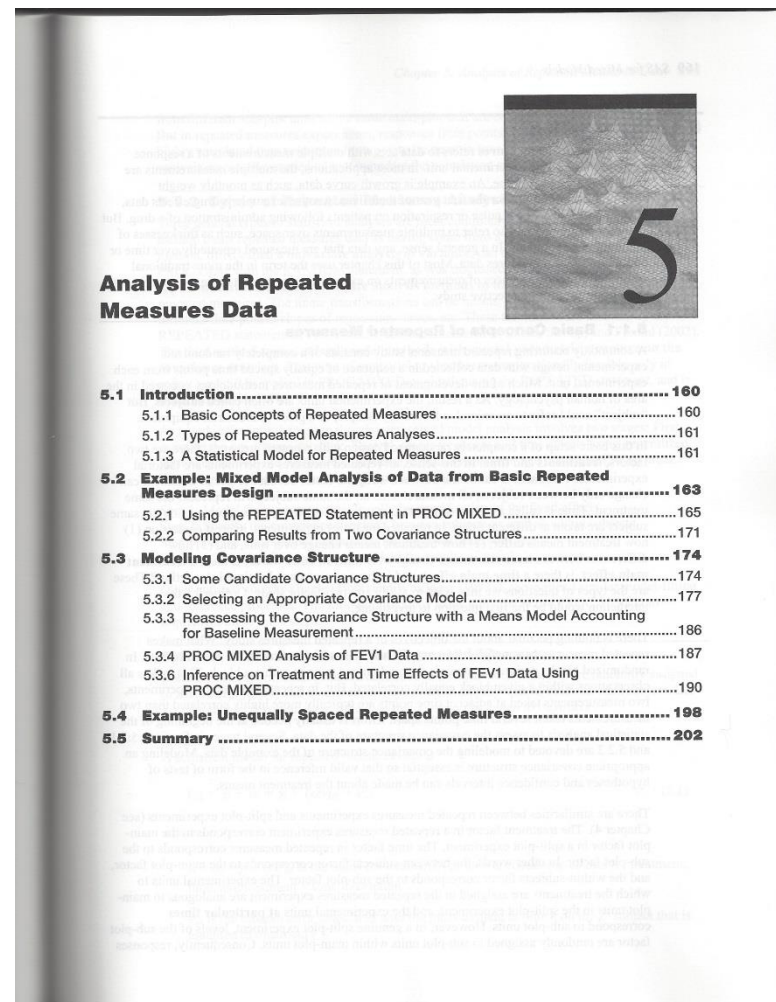 5
Analysis of Repeated
Measures Data
5.1 Introduction ........ 160
5.1.1 Basic Concepts of Repeated Measures ........ 160
5.1.2 Types of Repeated Measures Analyses ........ 161
5.1.3 A Statistical Model for Repeated Measures ........ 161
5.2 Example: Mixed Model Analysis of Data from Basic Repeated
Measures Design ........ 163
5.2.1 Using the REPEATED Statement in PROC MIXED ........ 165
5.2.2 Comparing Results from Two Covariance Structures ........ 171
5.3 Modeling Covariance Structure ........ 174
5.3.1 Some Candidate Covariance Structures ........ 174
5.3.2 Selecting an Appropriate Covariance Model ........ 177
5.3.3 Reassessing the Covariance Structure with a Means Model Accounting
for Baseline Measurement ........ 186
5.3.4 PROC MIXED Analysis of FEV1 Data ........ 187
5.3.6 Inference on Treatment and Time Effects of FEV1 Data Using
PROC MIXED ........ 190
5.4 Example: Unequally Spaced Repeated Measures ........ 198
5.5 Summary ........ 202